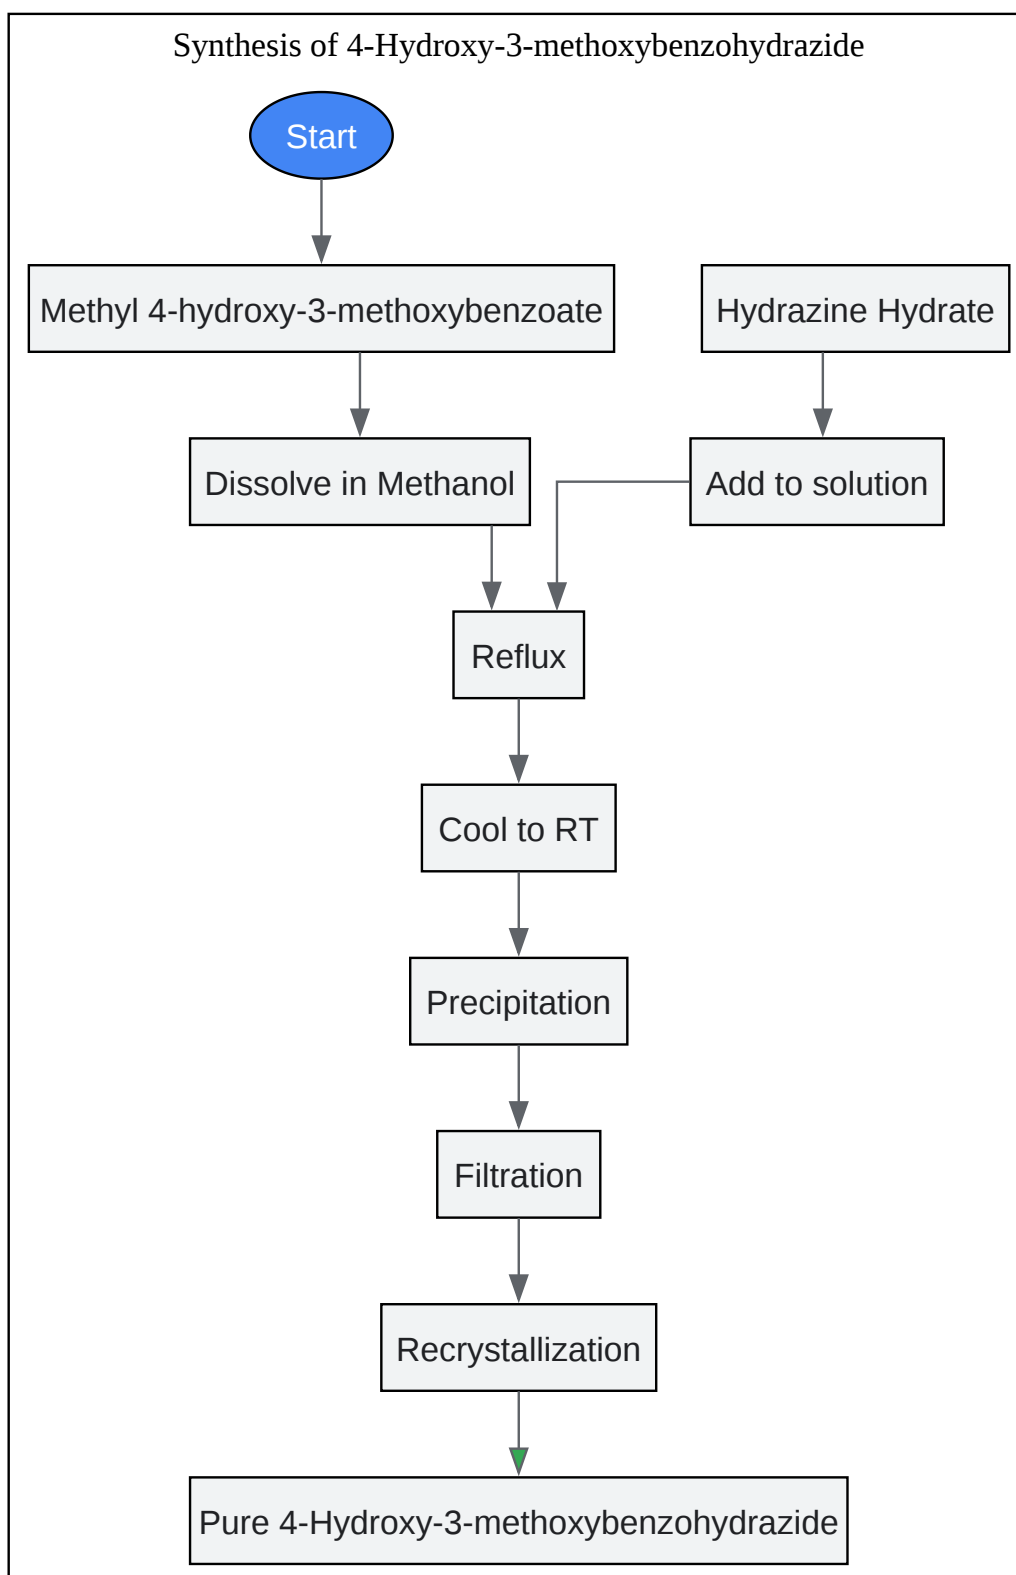 Synthesis of 4-Hydroxy-3-methoxybenzohydrazide
Start
Methyl 4-hydroxy-3-methoxybenzoate
Hydrazine Hydrate
Dissolve in Methanol
Add to solution
Reflux
Cool to RT
Precipitation
Filtration
Recrystallization
Pure 4-Hydroxy-3-methoxybenzohydrazide